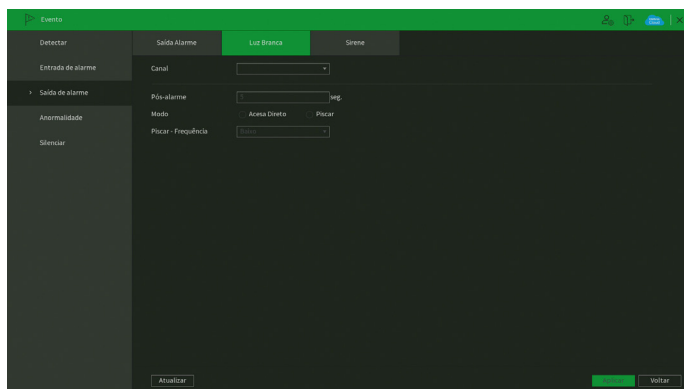 Evento
Detectar
Saída Alarme
Luz Branca
Sirene
Entrada de alarme
Canal
Saída de alarme
Pós-alarme
seg.
Anormalidade
Modo
Acesa Direto
Piscar
Piscar - Frequência
Silenciar
Atualizar
Aplicar
Voltar